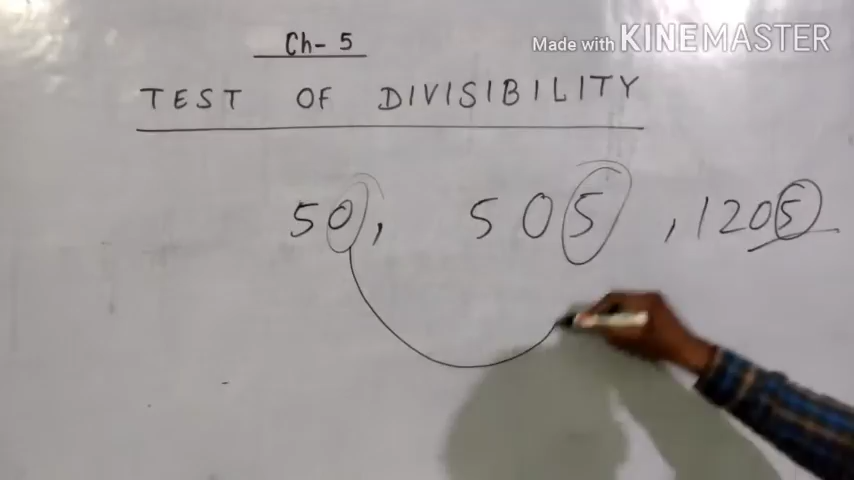 Ch- 5
Made with KINEMASTER
TEST OF DIVISIBILITY
50, 505, 1205